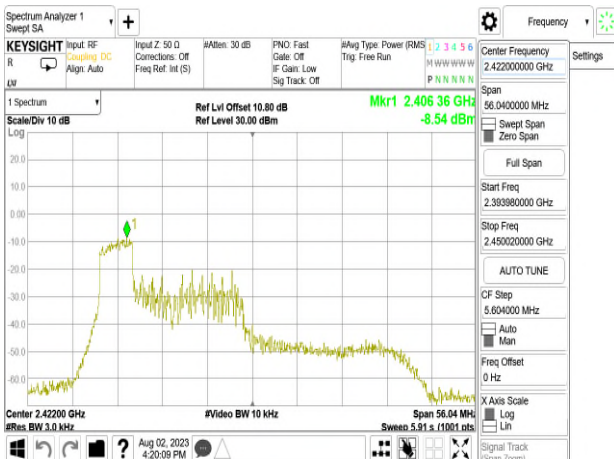 Spectrum Analyzer 1
Swept SA
+
Frequency
KEYSIGHT
R
Input: RF
Coupling: DC
Align: Auto
Input Z: 50 Ω
Corrections: Off
Freq Ref: Int (S)
#Atten: 30 dB
PNO: Fast
Gate: Off
IF Gain: Low
Sig Track: Off
#Avg Type: Power (RMS
Trig: Free Run
1 2 3 4 5 6
M W W W W W
P N N N N N
1 Spectrum
Scale/Div 10 dB
Log
Ref Lvl Offset 10.80 dB
Ref Level 30.00 dBm
Mkr1 2.406 36 GHz
-8.54 dBm
20.0
10.0
0.00
-10.0
-20.0
-30.0
-40.0
-50.0
-60.0
1
Center 2.42200 GHz
#Res BW 3.0 kHz
#Video BW 10 kHz
Span 56.04 MHz
Sweep 5.91 s (1001 pts
Aug 02, 2023
4:20:09 PM
?
Center Frequency
2.422000000 GHz
Settings
Span
56.0400000 MHz
Swept Span
Zero Span
Full Span
Start Freq
2.393980000 GHz
Stop Freq
2.450020000 GHz
AUTO TUNE
CF Step
5.604000 MHz
Auto
Man
Freq Offset
0 Hz
X Axis Scale
Log
Lin
Signal Track
(Span Zoom)